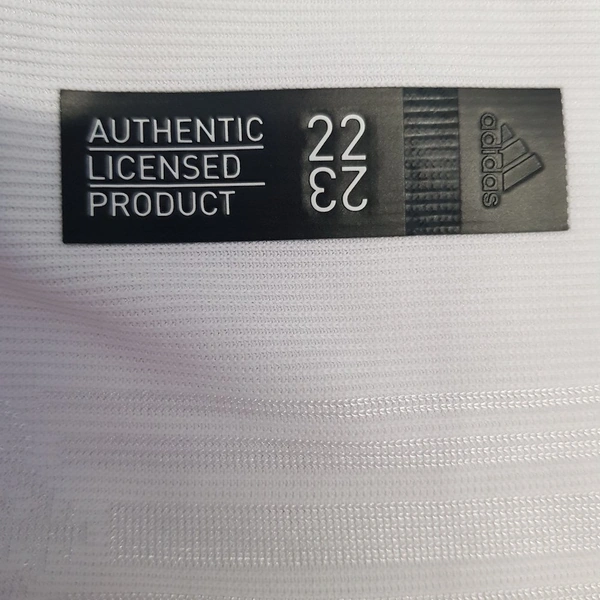 AUTHENTIC
LICENSED
PRODUCT
22
23
adidas